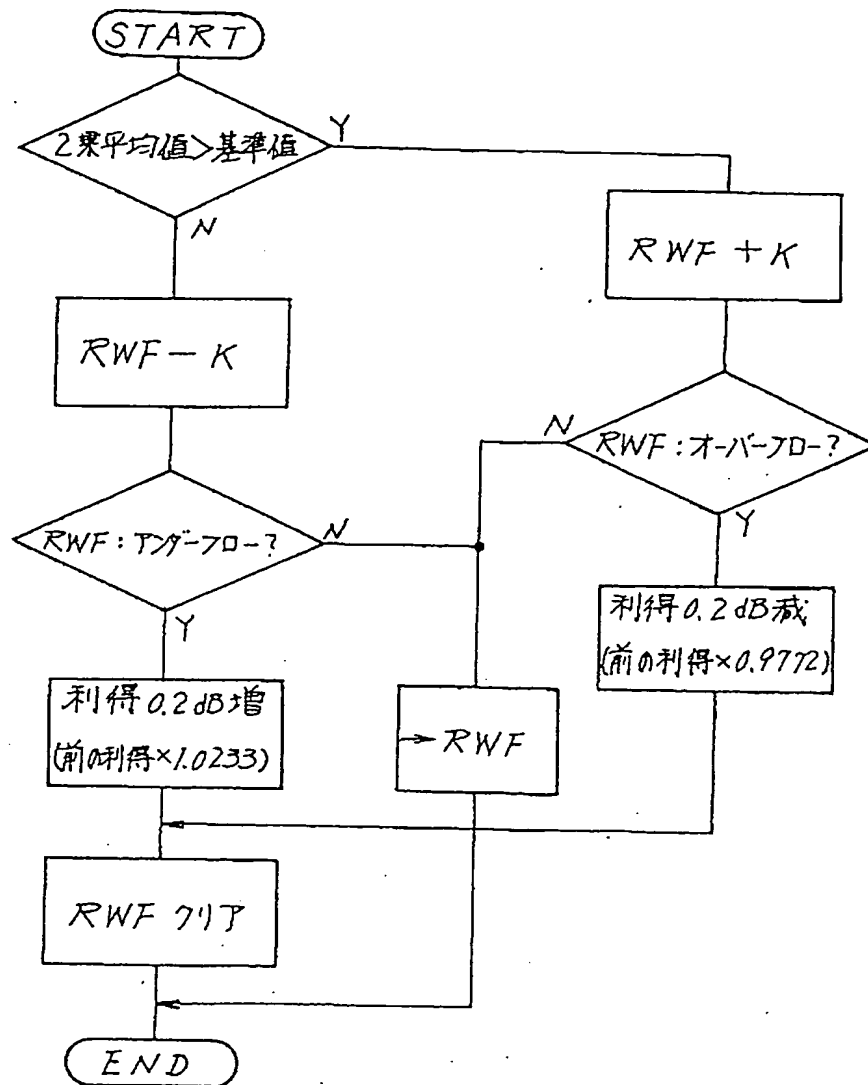 START
2乗平均値>基準値
Y
N
RWF+K
RWF-K
N
RWF:オーバーフロー?
RWF:アンダーフロー?
N
Y
Y
利得0.2dB減
(前の利得×0.9772)
利得0.2dB増
(前の利得×1.0233)
→RWF
RWFクリア
END